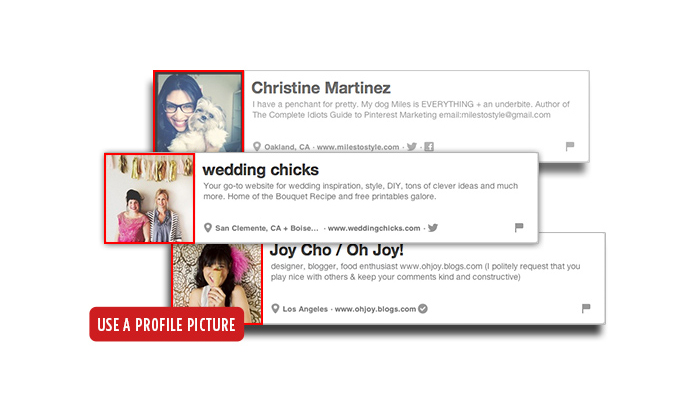 Christine Martinez
I have a penchant for pretty. My dog Miles is EVERYTHING + an underbite. Author of
The Complete Idiots Guide to Pinterest Marketing email:milestostyle@gmail.com
Oakland, CA · www.milestostyle.com · ·
wedding chicks
Your go-to website for wedding inspiration, style, DIY, tons of clever ideas and much
more. Home of the Bouquet Recipe and free printables galore.
San Clemente, CA + Boise... · www.weddingchicks.com ·
Joy Cho / Oh Joy!
designer, blogger, food enthusiast www.ohjoy.blogs.com (I politely request that you
play nice with others & keep your comments kind and constructive)
Los Angeles · www.ohjoy.blogs.com
USE A PROFILE PICTURE